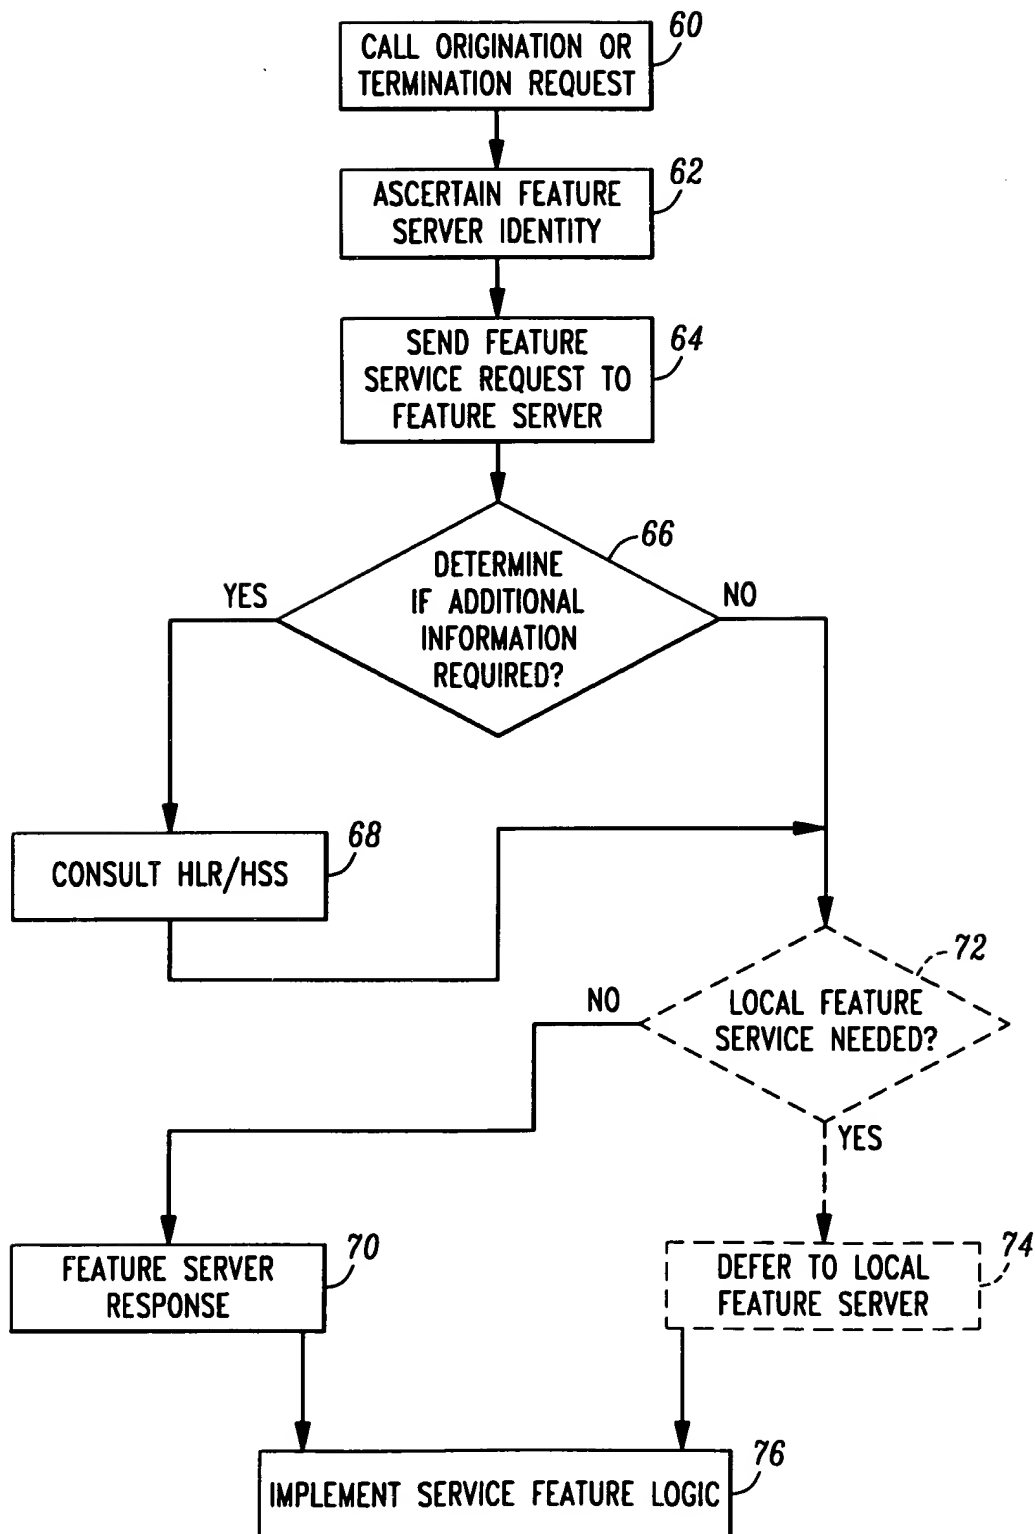 CALL ORIGINATION OR
TERMINATION REQUEST
60
ASCERTAIN FEATURE
SERVER IDENTITY
62
SEND FEATURE
SERVICE REQUEST TO
FEATURE SERVER
64
DETERMINE
IF ADDITIONAL
INFORMATION
REQUIRED?
66
YES
NO
CONSULT HLR/HSS
68
LOCAL FEATURE
SERVICE NEEDED?
72
NO
YES
FEATURE SERVER
RESPONSE
70
DEFER TO LOCAL
FEATURE SERVER
74
IMPLEMENT SERVICE FEATURE LOGIC
76